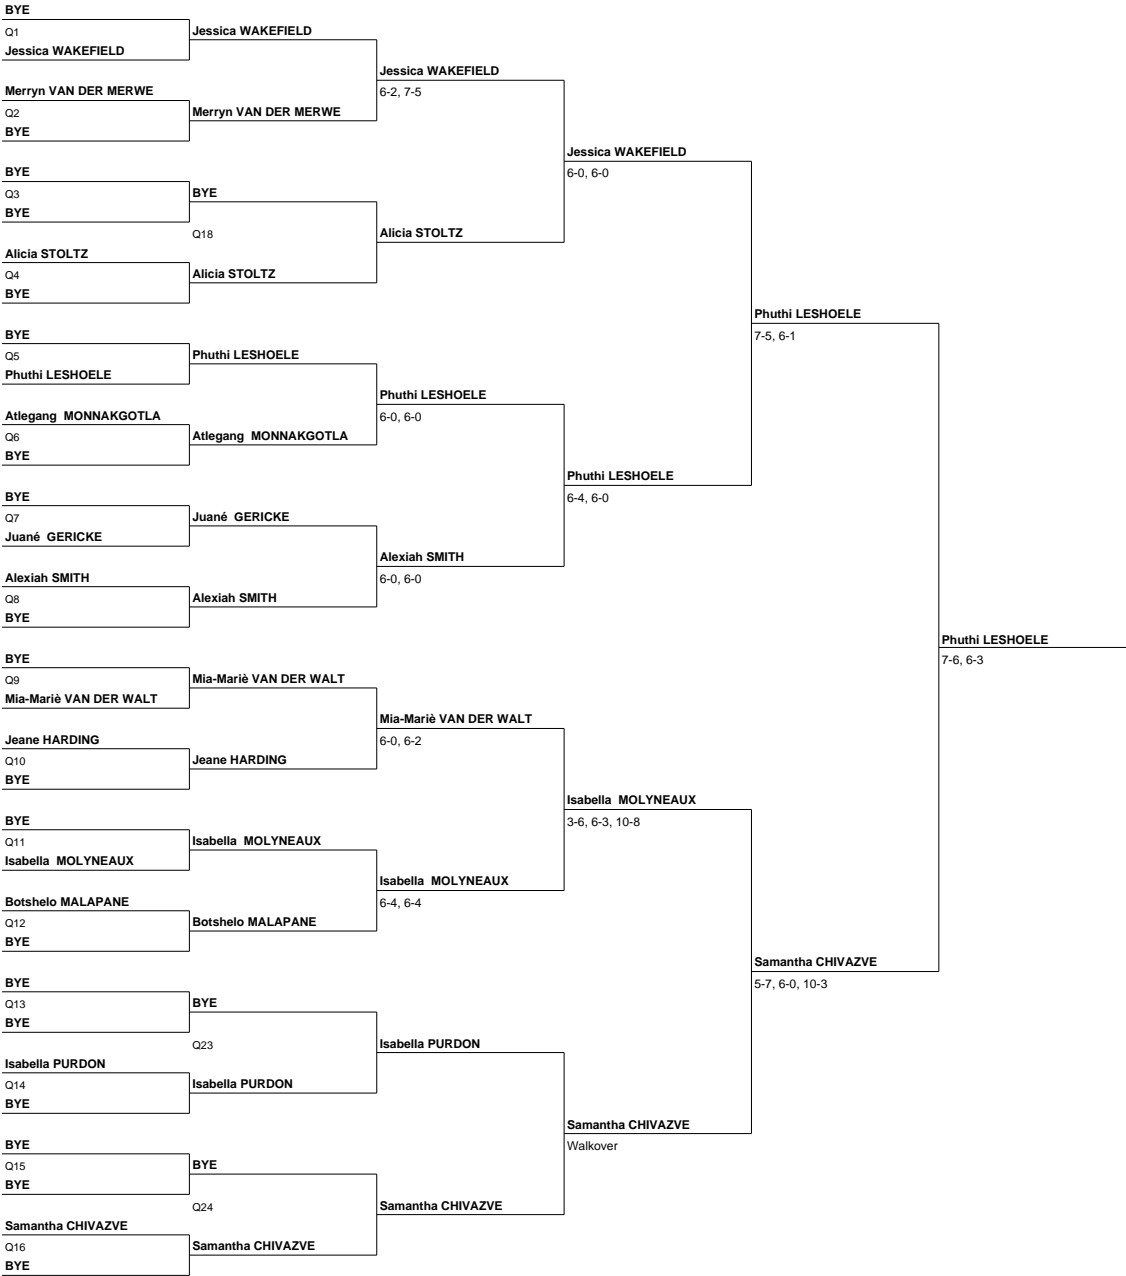 BYE
Q1
Jessica WAKEFIELD
Merryn VAN DER MERWE
Q2
BYE
BYE
Q3
BYE
Alicia STOLTZ
Q4
BYE
BYE
Q5
Phuthi LESHOELE
Atlegang  MONNAKGOTLA
Q6
BYE
BYE
Q7
Juané  GERICKE
Alexiah SMITH
Q8
BYE
BYE
Q9
Mia-Mariè VAN DER WALT
Jeane HARDING
Q10
BYE
BYE
Q11
Isabella  MOLYNEAUX
Botshelo MALAPANE
Q12
BYE
BYE
Q13
BYE
Isabella PURDON
Q14
BYE
BYE
Q15
BYE
Samantha CHIVAZVE
Q16
BYE
Jessica WAKEFIELD
Merryn VAN DER MERWE
BYE
Q18
Alicia STOLTZ
Phuthi LESHOELE
Atlegang  MONNAKGOTLA
Juané  GERICKE
Alexiah SMITH
Mia-Mariè VAN DER WALT
Jeane HARDING
Isabella  MOLYNEAUX
Botshelo MALAPANE
BYE
Q23
Isabella PURDON
BYE
Q24
Samantha CHIVAZVE
Jessica WAKEFIELD
6-2, 7-5
Alicia STOLTZ
Phuthi LESHOELE
6-0, 6-0
Alexiah SMITH
6-0, 6-0
Mia-Mariè VAN DER WALT
6-0, 6-2
Isabella  MOLYNEAUX
6-4, 6-4
Isabella PURDON
Samantha CHIVAZVE
Jessica WAKEFIELD
6-0, 6-0
Phuthi LESHOELE
6-4, 6-0
Isabella  MOLYNEAUX
3-6, 6-3, 10-8
Samantha CHIVAZVE
Walkover
Phuthi LESHOELE
7-5, 6-1
Samantha CHIVAZVE
5-7, 6-0, 10-3
Phuthi LESHOELE
7-6, 6-3